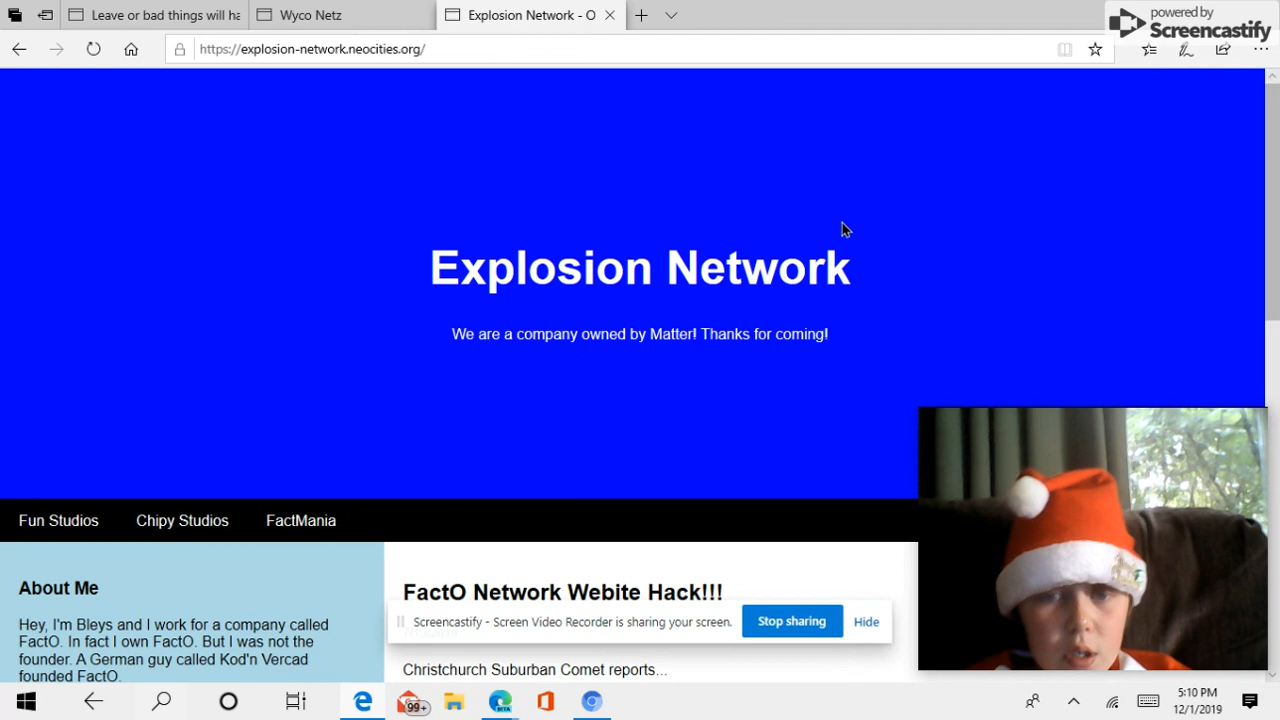 Leave or bad things will ha
Wyco Netz
Explosion Network - O
powered by
Screencastify
https://explosion-network.neocities.org/
Explosion Network
We are a company owned by Matter! Thanks for coming!
Fun Studios
Chipy Studios
FactMania
About Me
Hey, I'm Bleys and I work for a company called
FactO. In fact I own FactO. But I was not the
founder. A German guy called Kod'n Vercad
founded FactO.
FactO Network Webite Hack!!!
Screencastify - Screen Video Recorder is sharing your screen.
Stop sharing
Hide
Christchurch Suburban Comet reports...
99+
BETA
5:10 PM
12/1/2019